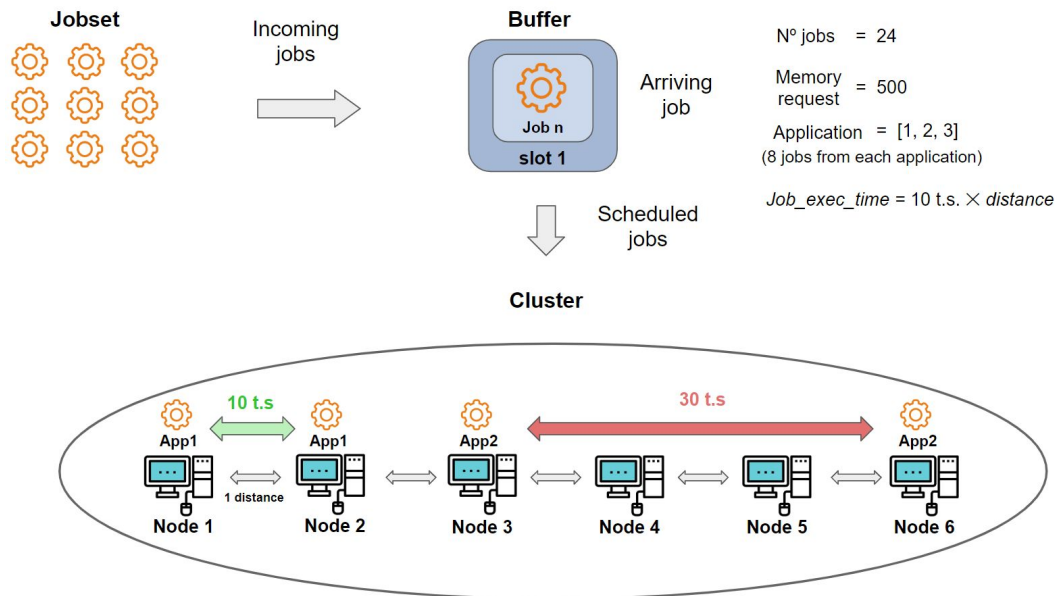 Jobset
Incoming
jobs
Buffer
Job n
slot 1
Arriving
job
Nº jobs = 24
Memory
request = 500
Application = [1, 2, 3]
(8 jobs from each application)
Job_exec_time = 10 t.s. × distance
Scheduled
jobs
Cluster
10 t.s
30 t.s
App1
App1
App2
App2
1 distance
Node 1
Node 2
Node 3
Node 4
Node 5
Node 6